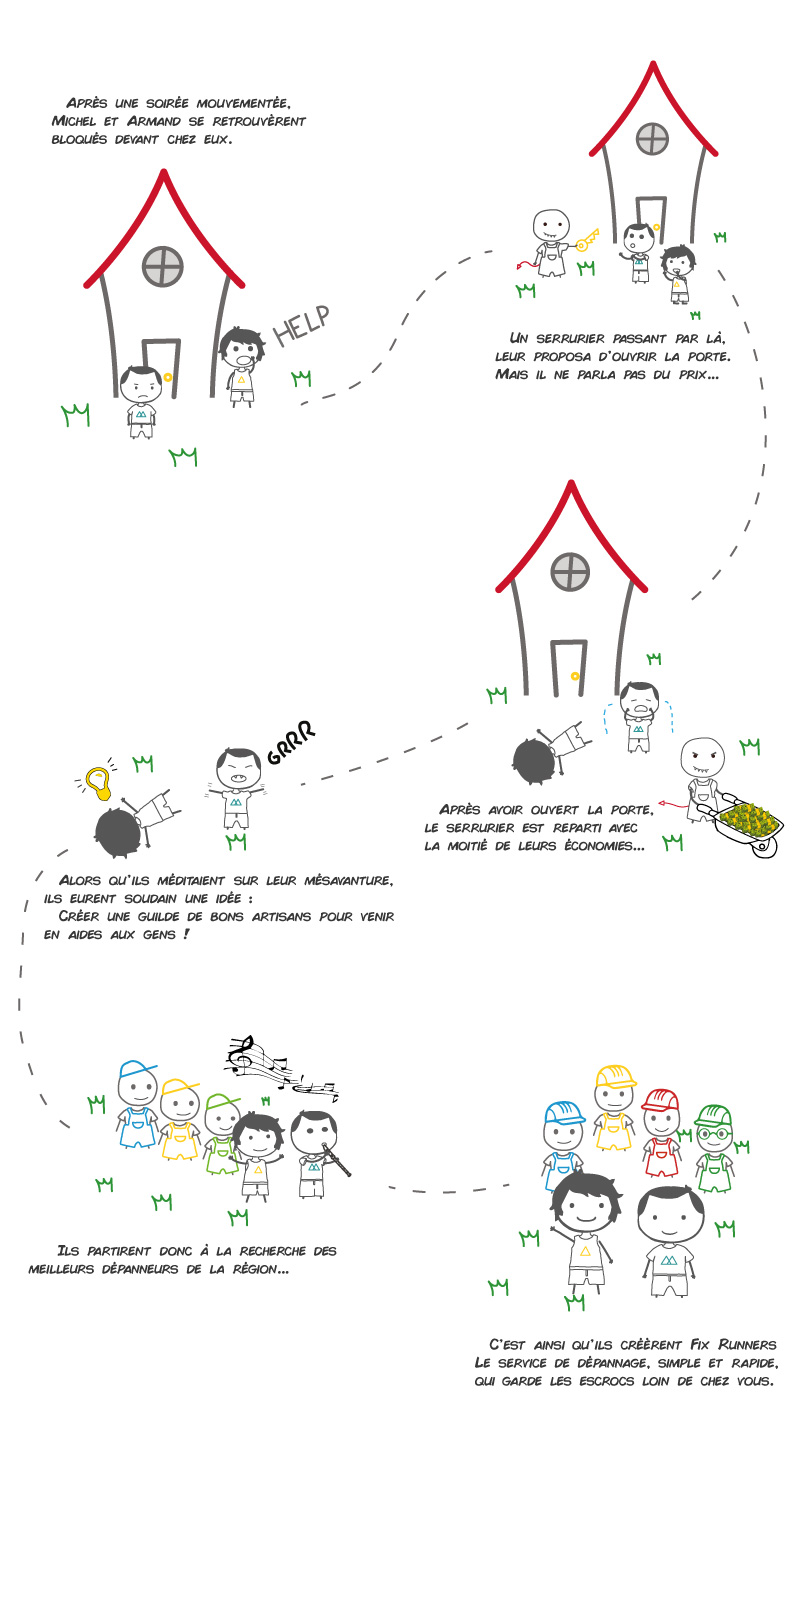 Après une soirée mouvementée,
Michel et Armand se retrouvèrent
bloqués devant chez eux.
HELP
Un serrurier passant par là,
leur proposa d'ouvrir la porte.
Mais il ne parla pas du prix...
Après avoir ouvert la porte,
le serrurier est reparti avec
la moitié de leurs économies...
GRRR
Alors qu'ils méditaient sur leur mésavanture,
ils eurent soudain une idée :
Créer une guilde de bons artisans pour venir
en aides aux gens !
Ils partirent donc à la recherche des
meilleurs dépanneurs de la région...
C'est ainsi qu'ils créèrent Fix Runners
Le service de dépannage, simple et rapide,
qui garde les escrocs loin de chez vous.